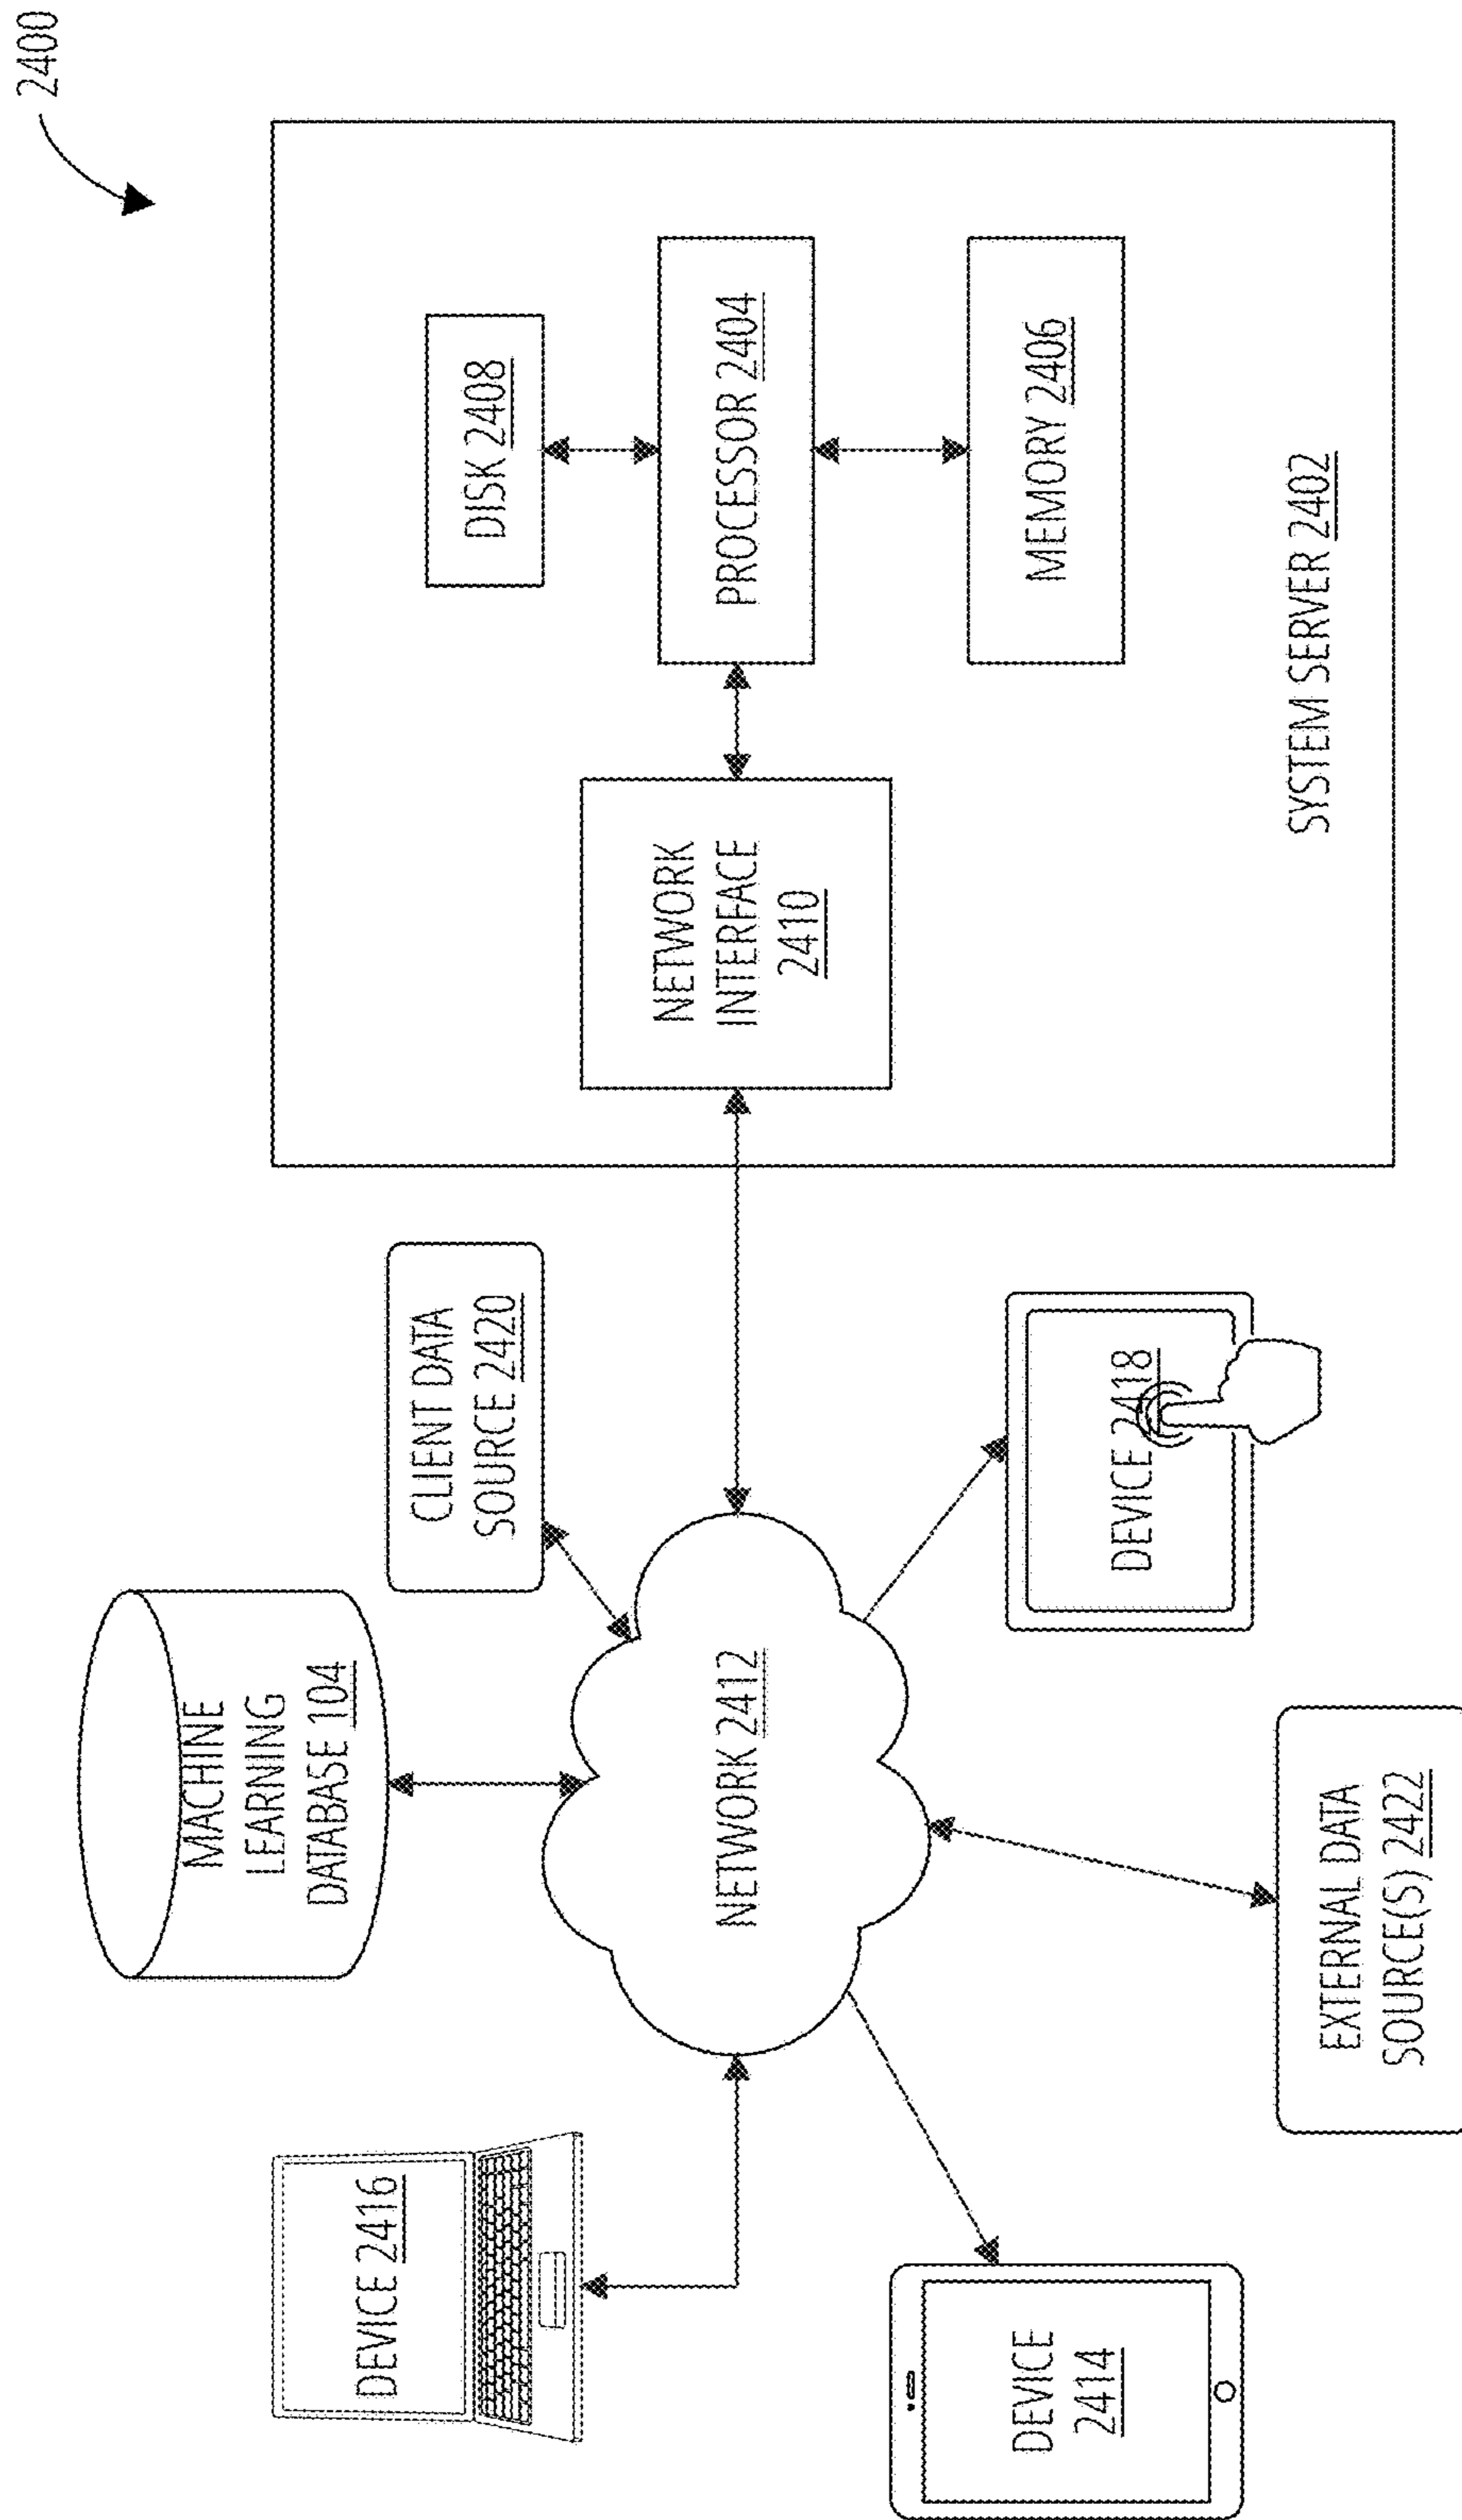 2400
DEVICE 2416
MACHINE
LEARNING
DATABASE 104
CLIENT DATA
SOURCE 2420
DISK 2408
NETWORK 2412
NETWORK
INTERFACE
2410
PROCESSOR 2404
MEMORY 2406
DEVICE
2414
DEVICE 2418
EXTERNAL DATA
SOURCE(S) 2422
SYSTEM SERVER 2402